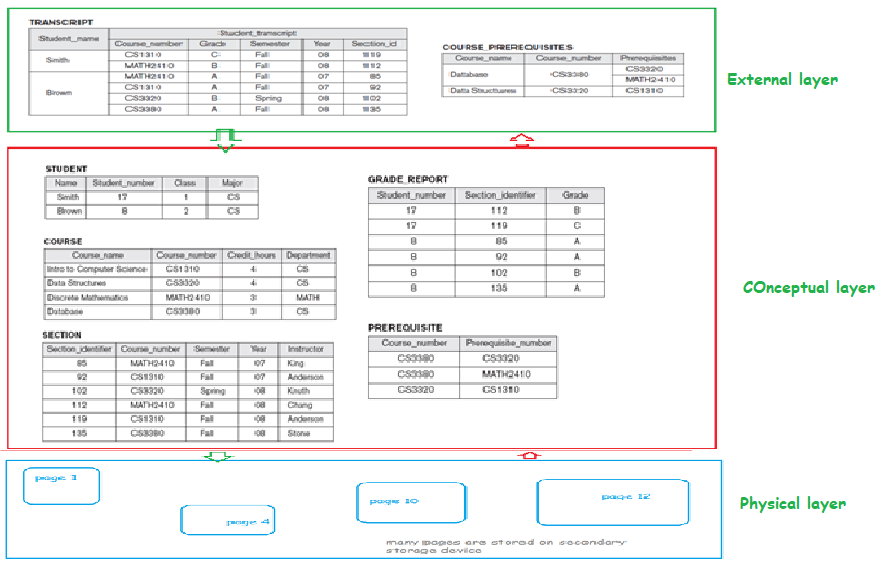 TRANSCRIPT
Student_name Student_transcript
Course_number Grade Semester Year Section_id
Smith CS1310 C Fall 08 119
MATH2410 B Fall 08 112
Brown MATH2410 A Fall 07 85
CS1310 A Fall 07 92
CS3320 B Spring 08 102
CS3380 A Fall 08 135
COURSE_PREREQUISITES
Course_name Course_number Prerequisites
Database CS3380 CS3320
MATH2410
Data Structures CS3320 CS1310
External layer
STUDENT
Name Student_number Class Major
Smith 17 1 CS
Brown 8 2 CS
COURSE
Course_name Course_number Credit_hours Department
Intro to Computer Science CS1310 4 CS
Data Structures CS3320 4 CS
Discrete Mathematics MATH2410 3 MATH
Database CS3380 3 CS
SECTION
Section_identifier Course_number Semester Year Instructor
85 MATH2410 Fall 07 King
92 CS1310 Fall 07 Anderson
102 CS3320 Spring 08 Knuth
112 MATH2410 Fall 08 Chang
119 CS1310 Fall 08 Anderson
135 CS3380 Fall 08 Stone
GRADE_REPORT
Student_number Section_identifier Grade
17 112 B
17 119 C
8 85 A
8 92 A
8 102 B
8 135 A
PREREQUISITE
Course_number Prerequisite_number
CS3380 CS3320
CS3380 MATH2410
CS3320 CS1310
COnceptual layer
page 1
page 4
page 10
page 12
many pages are stored on secondary
storage device
Physical layer